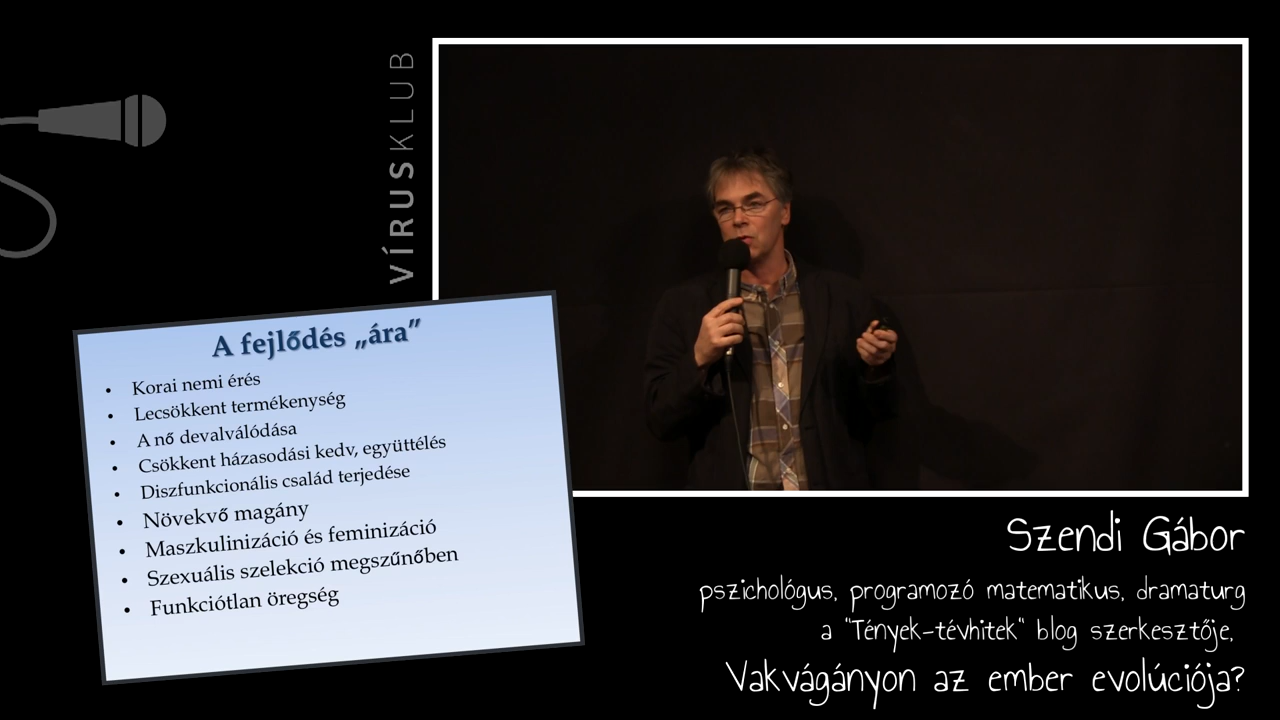 VÍRUSKLUB
A fejlődés „ára”
• Korai nemi érés
• Lecsökkent termékenység
• A nő devalválódása
• Csökkent házasodási kedv, együttélés
• Diszfunkcionális család terjedése
• Növekvő magány
• Maszkulinizáció és feminizáció
• Szexuális szelekció megszűnőben
• Funkciótlan öregség
Szendi Gábor
pszichológus, programozó matematikus, dramaturg
a "Tények-tévhitek" blog szerkesztője,
Vakvágányon az ember evolúciója?